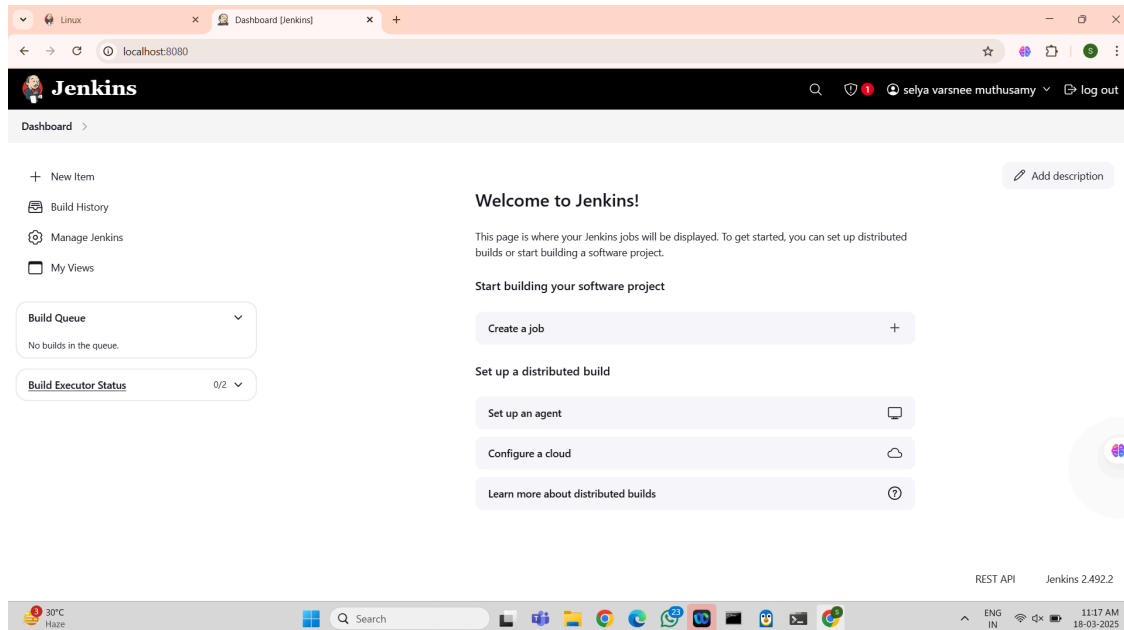 Linux
Dashboard [Jenkins]
localhost:8080
S
Jenkins
1
selya varsnee muthusamy
log out
Dashboard
New Item
Build History
Manage Jenkins
My Views
Build Queue
No builds in the queue.
Build Executor Status 0/2
Add description
Welcome to Jenkins!
This page is where your Jenkins jobs will be displayed. To get started, you can set up distributed
builds or start building a software project.
Start building your software project
Create a job
Set up a distributed build
Set up an agent
Configure a cloud
Learn more about distributed builds
REST API Jenkins 2.492.2
3
30°C
Haze
Search
23
S
ENG
IN
11:17 AM
18-03-2025